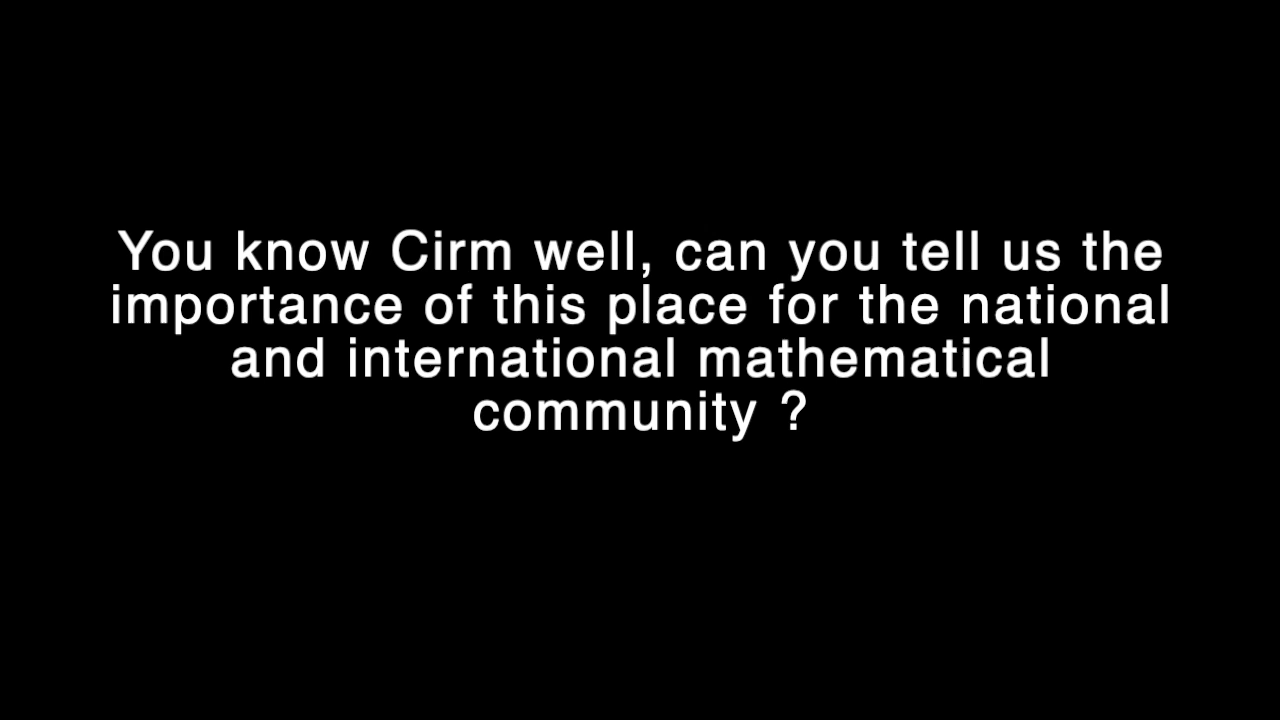 You know Cirm well, can you tell us the
importance of this place for the national
and international mathematical
community ?